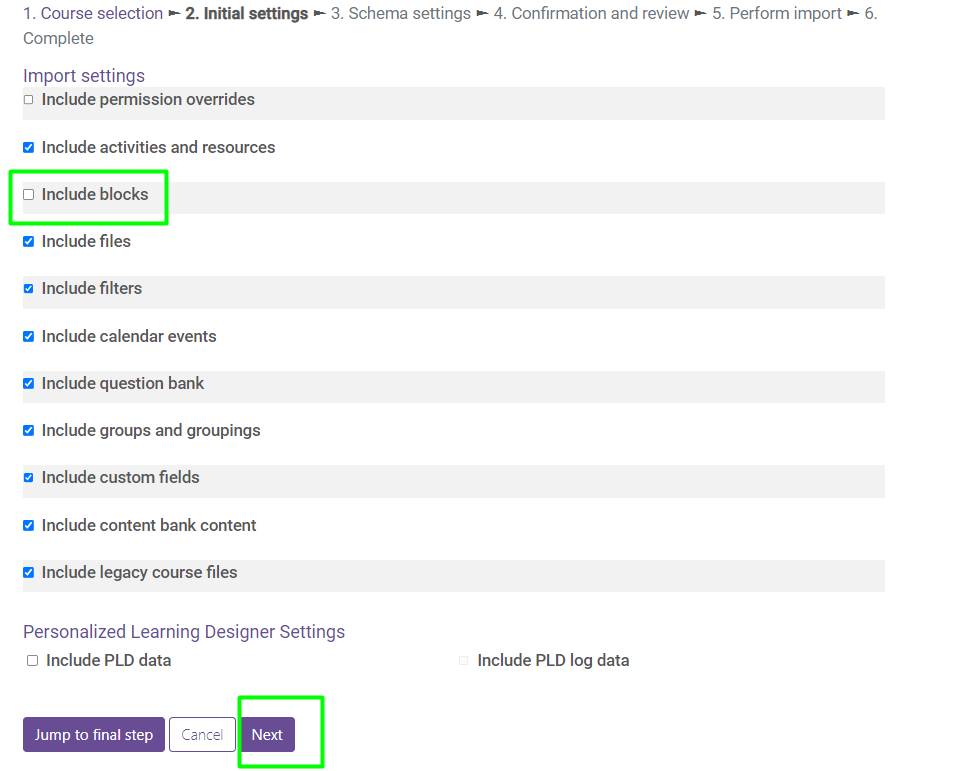 1. Course selection ► 2. Initial settings ► 3. Schema settings ► 4. Confirmation and review ► 5. Perform import ► 6.
Complete
Import settings
Include permission overrides
Include activities and resources
Include blocks
Include files
Include filters
Include calendar events
Include question bank
Include groups and groupings
Include custom fields
Include content bank content
Include legacy course files
Personalized Learning Designer Settings
Include PLD data Include PLD log data
Jump to final step Cancel Next